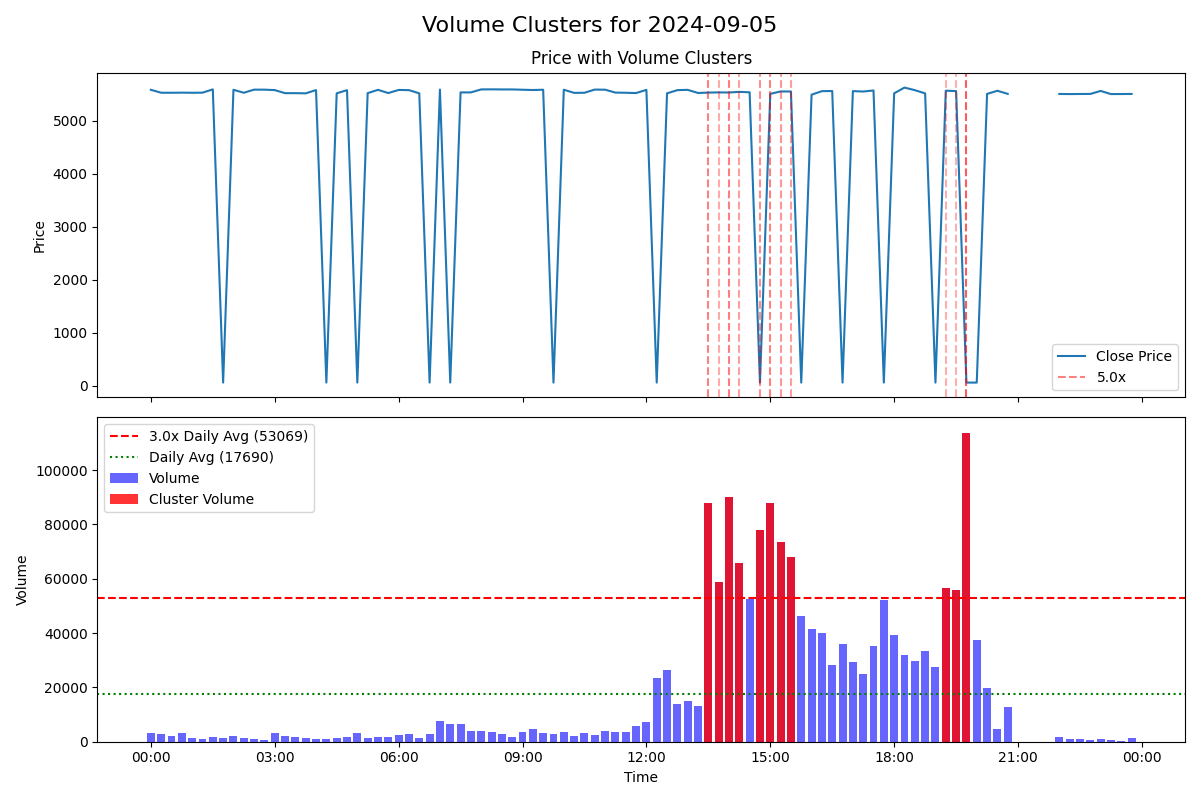 Volume Clusters for 2024-09-05
Price with Volume Clusters
Price
5000
4000
3000
2000
1000
0
Close Price
5.0x
Volume
100000
80000
60000
40000
20000
0
3.0x Daily Avg (53069)
Daily Avg (17690)
Volume
Cluster Volume
00:00 03:00 06:00 09:00 12:00 15:00 18:00 21:00 00:00
Time